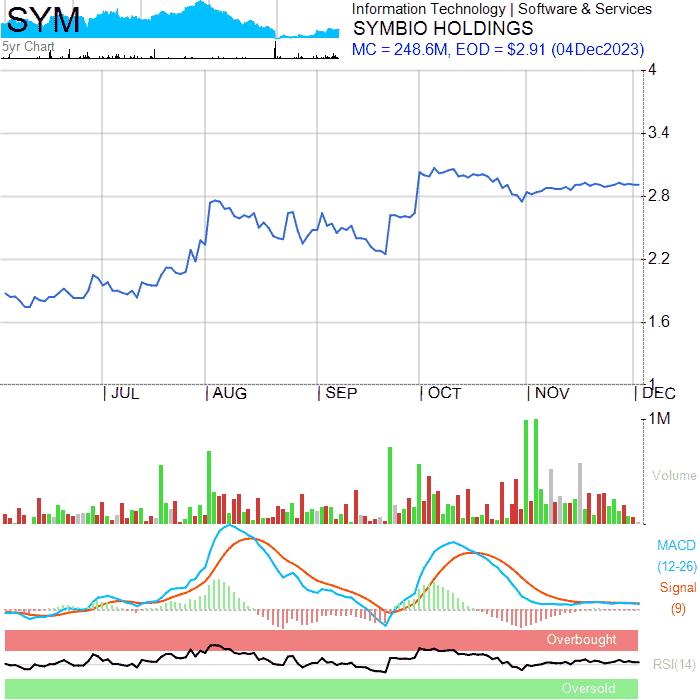 SYM
Information Technology | Software & Services
SYMBIO HOLDINGS
5yr Chart
MC = 248.6M, EOD = $2.91 (04Dec2023)
4
3.4
2.8
2.2
1.6
1
JUL
AUG
SEP
OCT
NOV
DEC
1M
Volume
MACD
(12-26)
Signal
(9)
Overbought
RSI(14)
Oversold